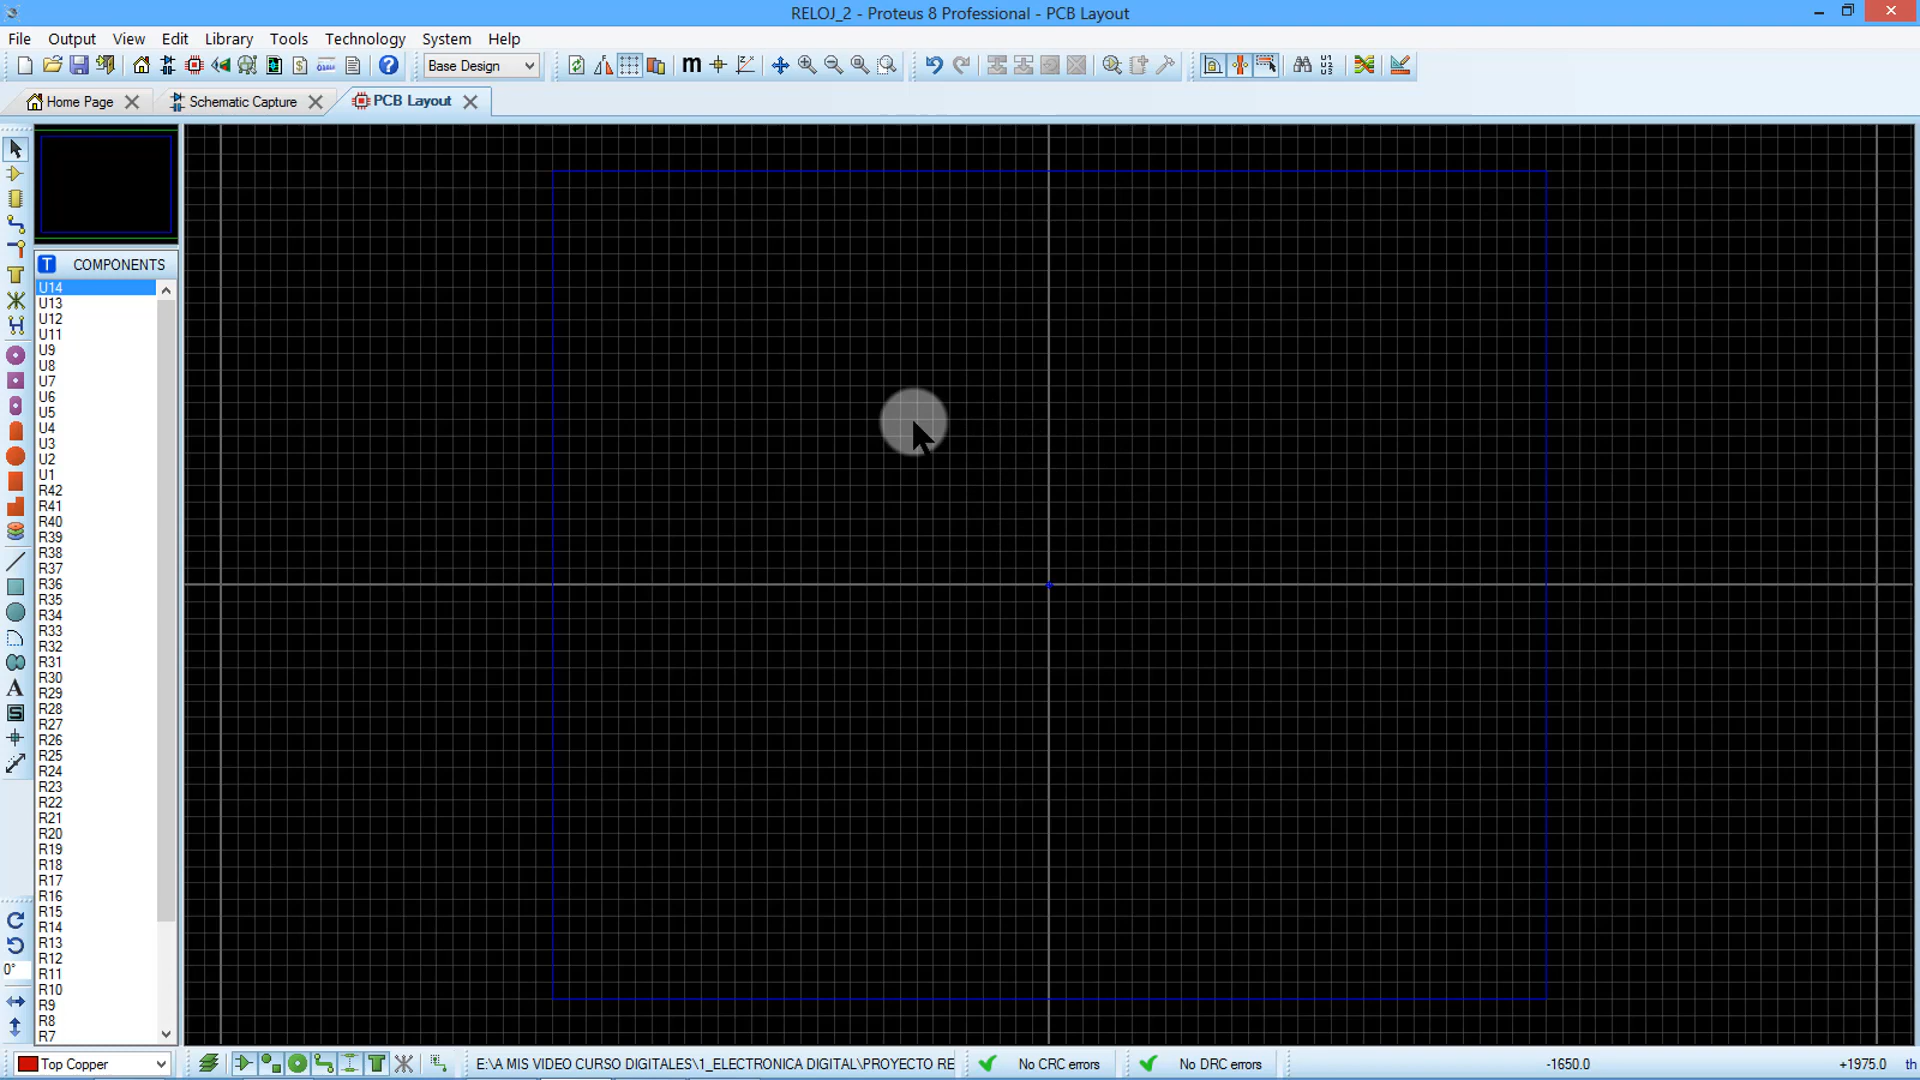 RELOJ_2 - Proteus 8 Professional - PCB Layout
File Output View Edit Library Tools Technology System Help
Base Design
m
Home Page Schematic Capture PCB Layout
T COMPONENTS
U14
U13
U12
U11
U9
U8
U7
U6
U5
U4
U3
U2
U1
R42
R41
R40
R39
R38
R37
R36
R35
R34
R33
R32
R31
R30
R29
R28
R27
R26
R25
R24
R23
R22
R21
R20
R19
R18
R17
R16
R15
R14
R13
R12
R11
R10
R9
R8
R7
A
S
0°
Top Copper E:\A MIS VIDEO CURSO DIGITALES\1_ELECTRONICA DIGITAL\PROYECTO RE No CRC errors No DRC errors -1650.0 +1975.0 th